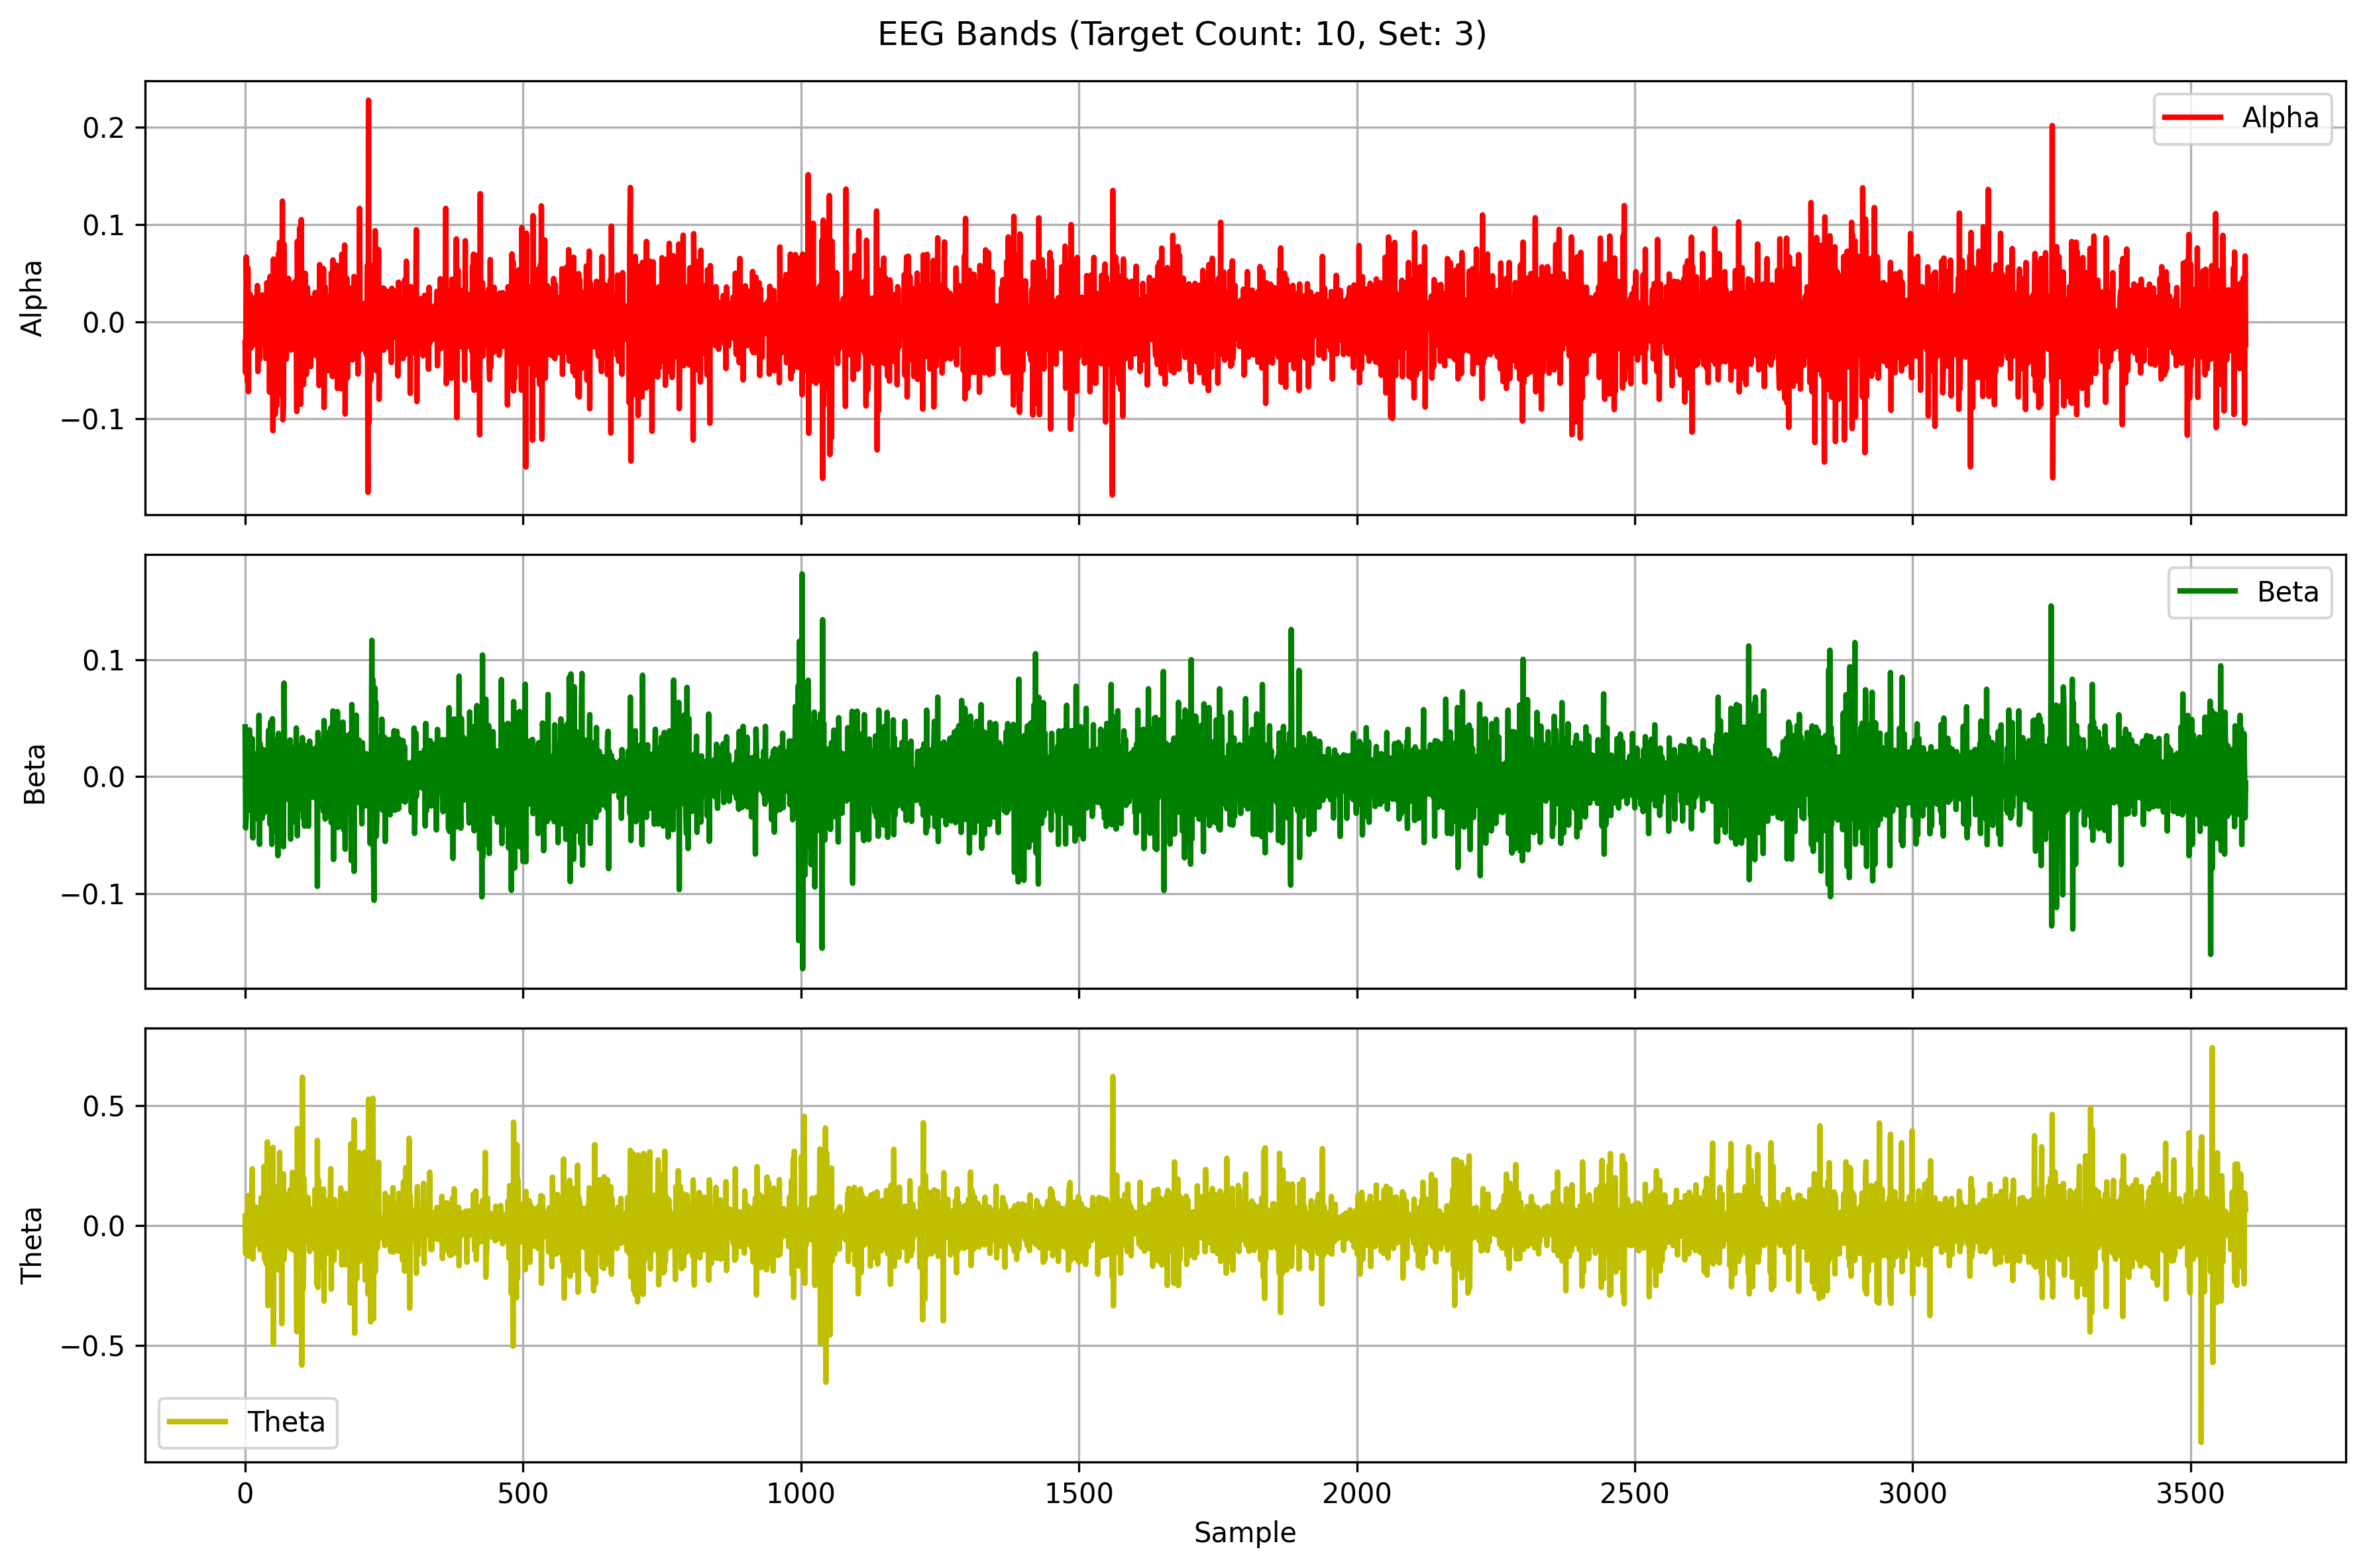 EEG Bands (Target Count: 10, Set: 3)
Alpha
0.2
0.1
0.0
−0.1
Alpha
Beta
0.1
0.0
−0.1
Beta
Theta
0.5
0.0
−0.5
Theta
0 500 1000 1500 2000 2500 3000 3500
Sample